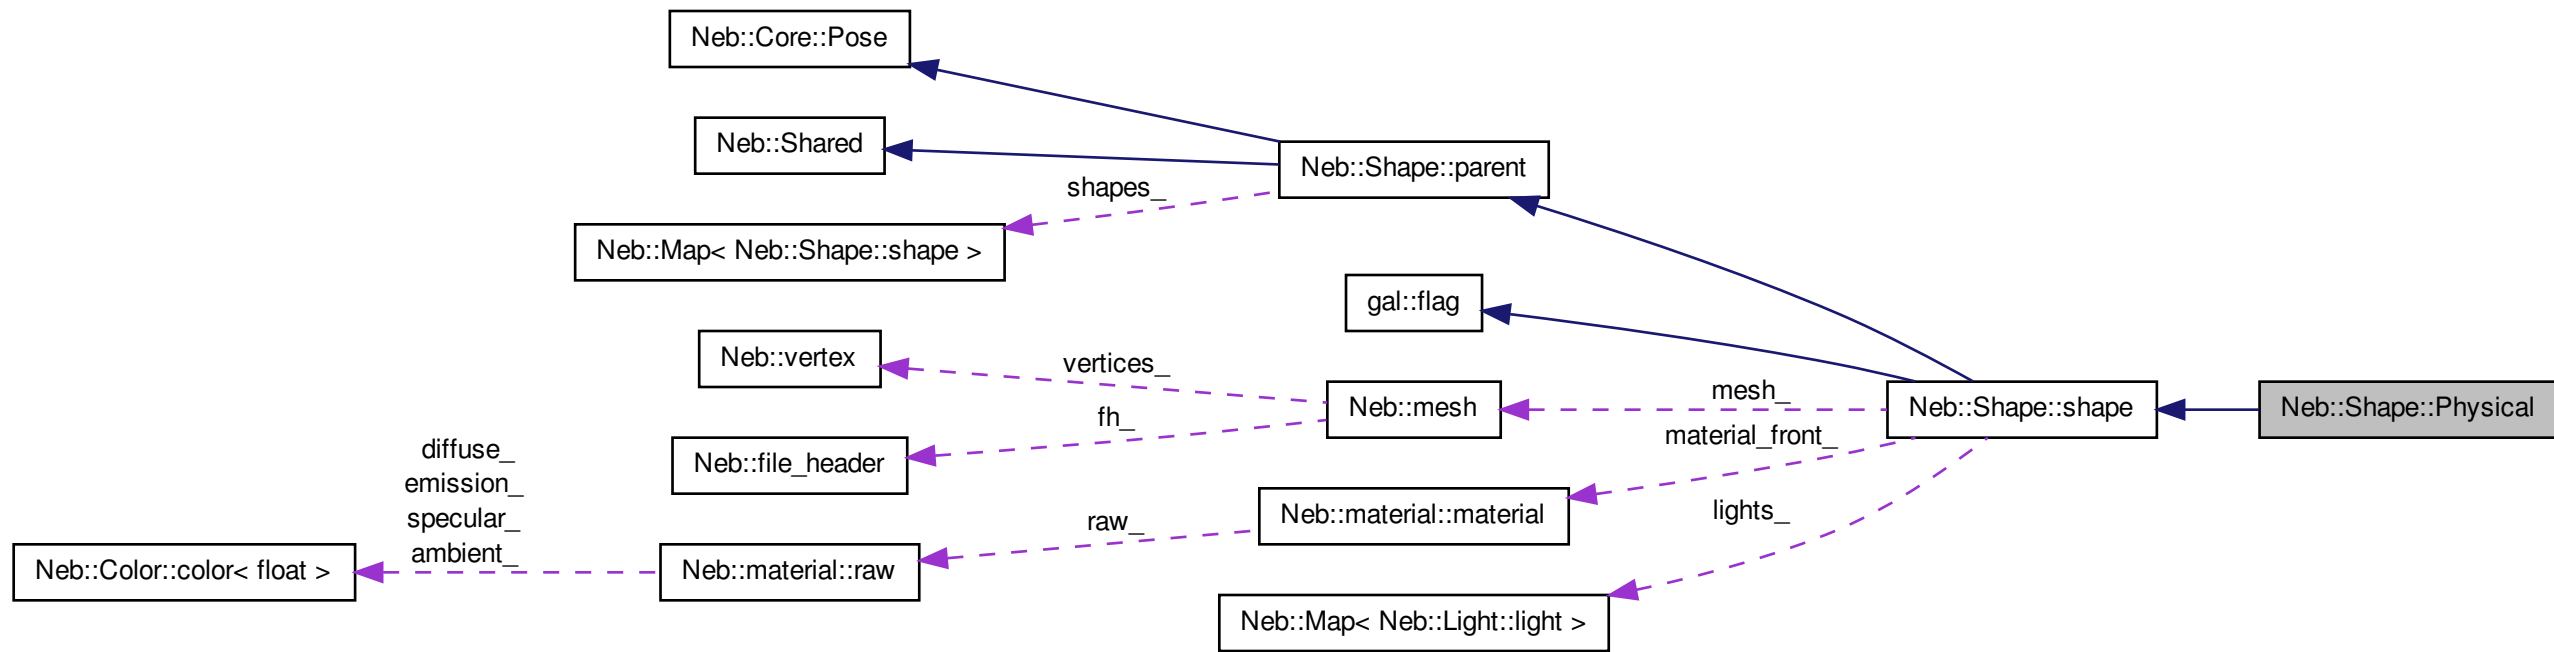 Neb::Core::Pose
Neb::Shared
Neb::Shape::parent
shapes_
Neb::Map< Neb::Shape::shape >
gal::flag
Neb::vertex
vertices_
Neb::mesh
mesh_
Neb::Shape::shape
Neb::Shape::Physical
fh_
material_front_
Neb::file_header
diffuse_
emission_
specular_
ambient_
lights_
Neb::material::material
raw_
Neb::Color::color< float >
Neb::material::raw
Neb::Map< Neb::Light::light >